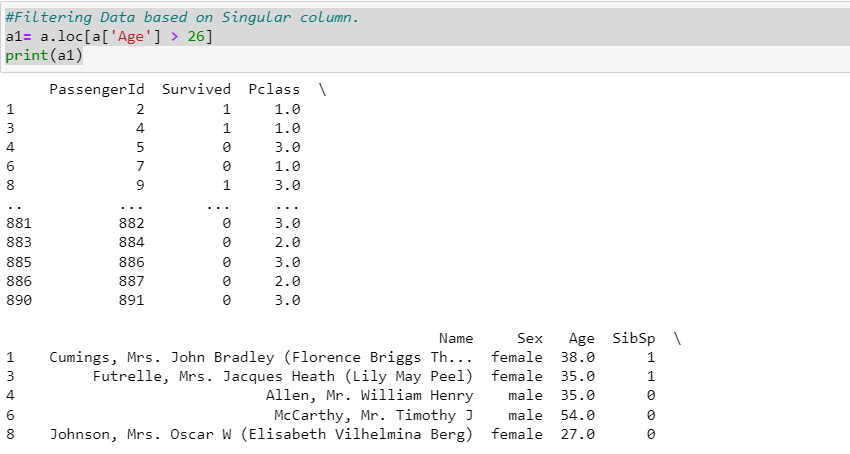 #Filtering Data based on Singular column.
a1= a.loc[a['Age'] > 26]
print(a1)
PassengerId Survived Pclass \
1 2 1 1.0
3 4 1 1.0
4 5 0 3.0
6 7 0 1.0
8 9 1 3.0
.. ... ... ...
881 882 0 3.0
883 884 0 2.0
885 886 0 3.0
886 887 0 2.0
890 891 0 3.0
Name Sex Age SibSp \
1 Cumings, Mrs. John Bradley (Florence Briggs Th... female 38.0 1
3 Futrelle, Mrs. Jacques Heath (Lily May Peel) female 35.0 1
4 Allen, Mr. William Henry male 35.0 0
6 McCarthy, Mr. Timothy J male 54.0 0
8 Johnson, Mrs. Oscar W (Elisabeth Vilhelmina Berg) female 27.0 0